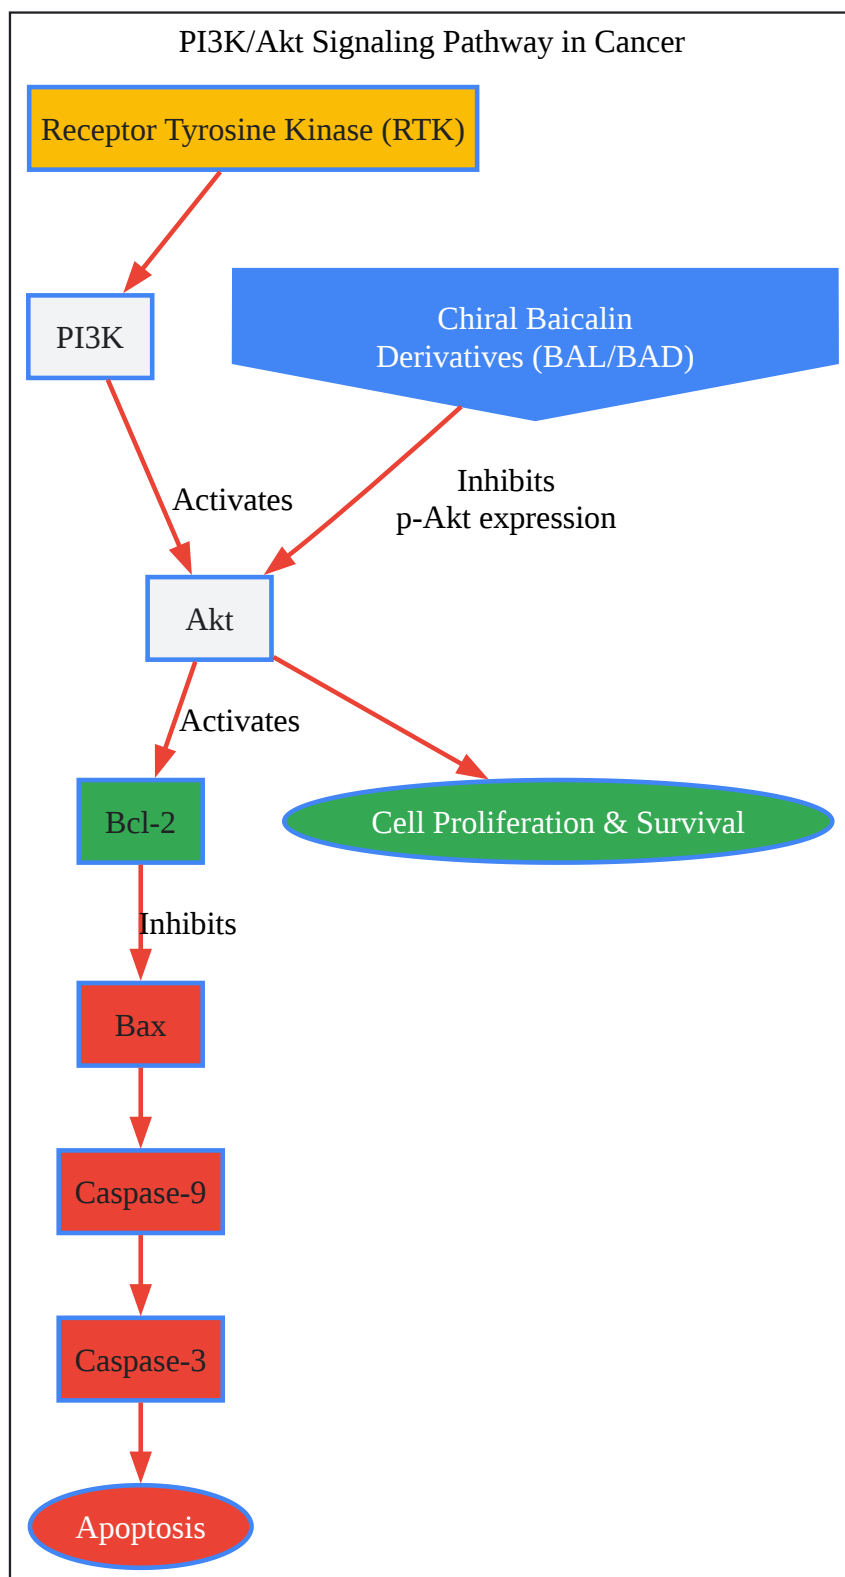 PI3K/Akt Signaling Pathway in Cancer
Receptor Tyrosine Kinase (RTK)
PI3K
Chiral Baicalin
Derivatives (BAL/BAD)
Activates
Inhibits
p-Akt expression
Akt
Activates
Bcl-2
Cell Proliferation & Survival
Inhibits
Bax
Caspase-9
Caspase-3
Apoptosis